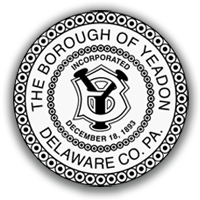 THE BOROUGH OF YEADON
DELAWARE CO. PA.
INCORPORATED
DECEMBER 18, 1893
Y